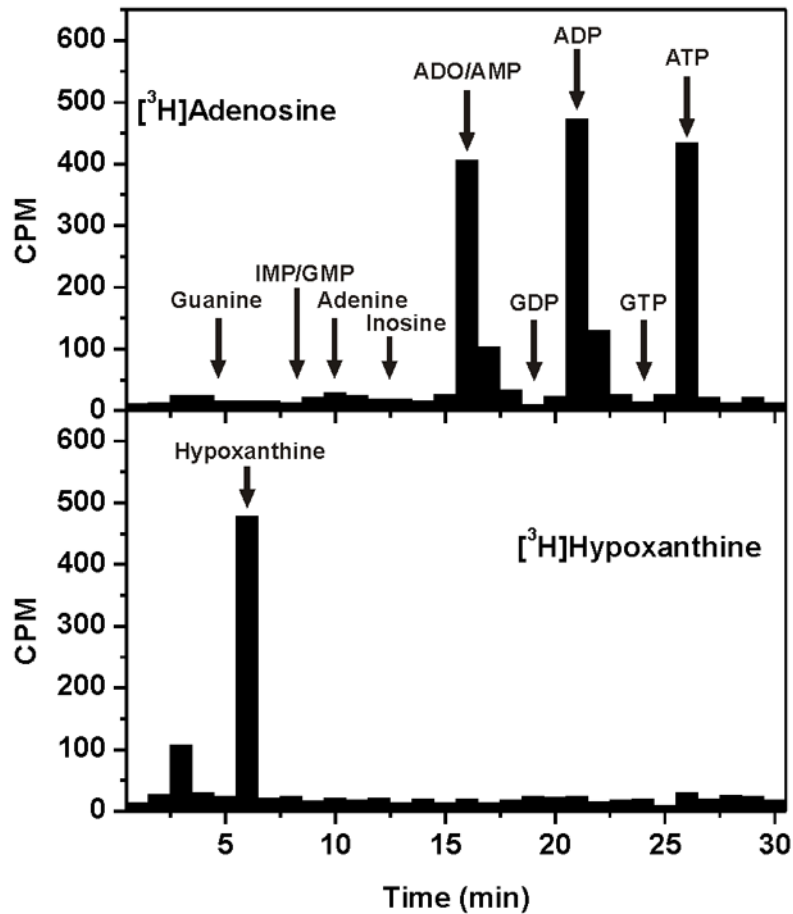 600
500
400
300
200
100
0
CPM
[³H]Adenosine
Guanine
IMP/GMP
Adenine
Inosine
ADO/AMP
GDP
ADP
GTP
ATP
600
500
400
300
200
100
0
CPM
Hypoxanthine
[³H]Hypoxanthine
5 10 15 20 25 30
Time (min)